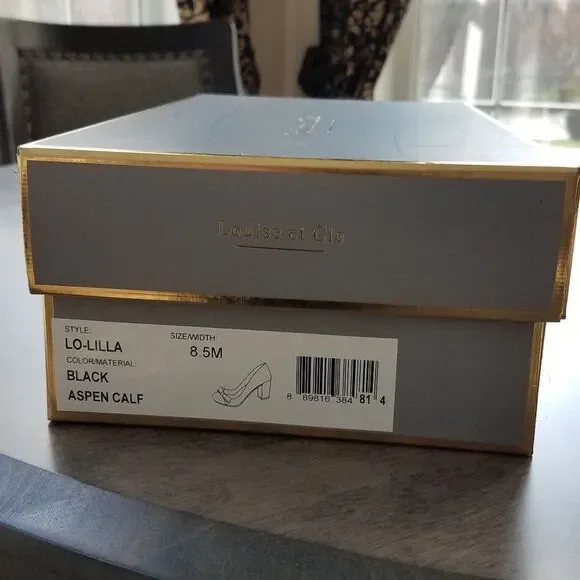 Louise et Cie
STYLE:
LO-LILLA
SIZE/WIDTH
8.5M
COLOR/MATERIAL
BLACK
ASPEN CALF
8 89816 384 81 4